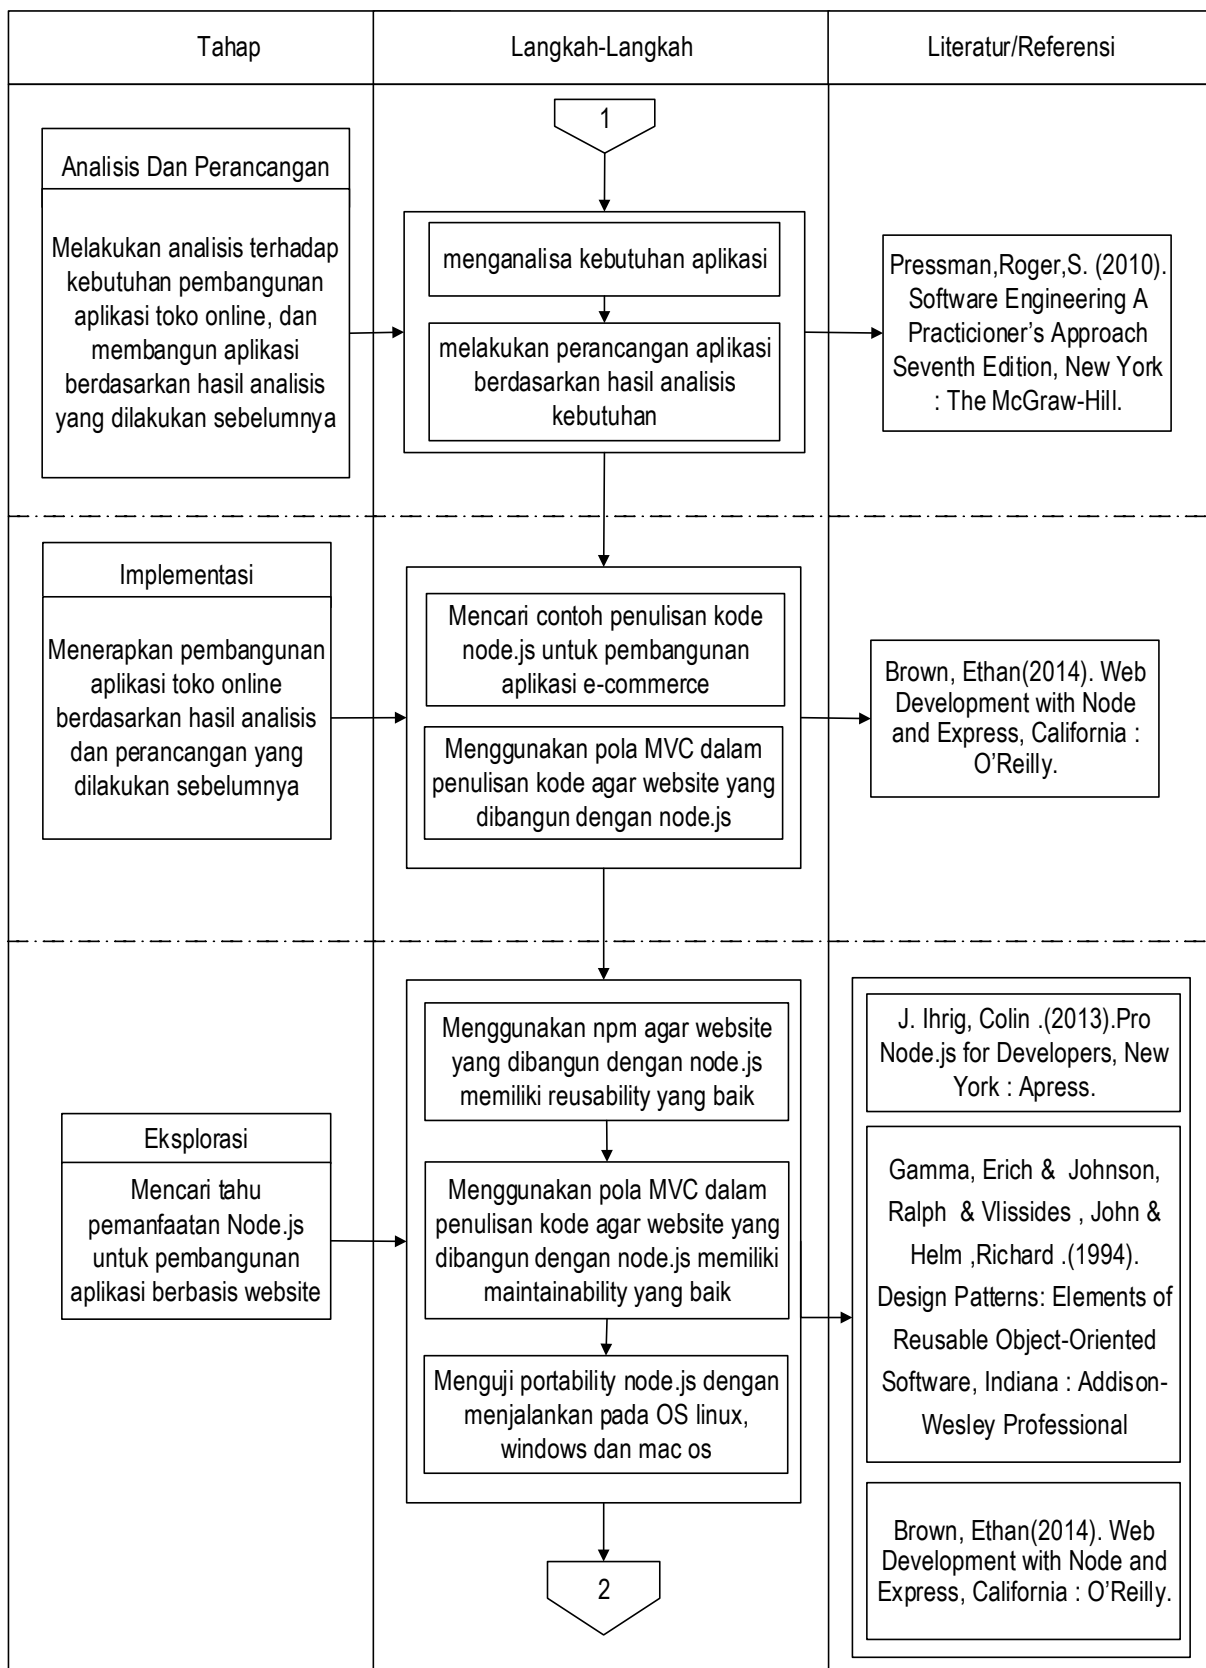 Tahap
Langkah-Langkah
Literatur/Referensi
1
Analisis Dan Perancangan
Melakukan analisis terhadap
kebutuhan pembangunan
aplikasi toko online, dan
membangun aplikasi
berdasarkan hasil analisis
yang dilakukan sebelumnya
menganalisa kebutuhan aplikasi
melakukan perancangan aplikasi
berdasarkan hasil analisis
kebutuhan
Pressman,Roger,S. (2010).
Software Engineering A
Practicioner’s Approach
Seventh Edition, New York
: The McGraw-Hill.
Implementasi
Menerapkan pembangunan
aplikasi toko online
berdasarkan hasil analisis
dan perancangan yang
dilakukan sebelumnya
Mencari contoh penulisan kode
node.js untuk pembangunan
aplikasi e-commerce
Menggunakan pola MVC dalam
penulisan kode agar website yang
dibangun dengan node.js
Brown, Ethan(2014). Web
Development with Node
and Express, California :
O’Reilly.
Eksplorasi
Mencari tahu
pemanfaatan Node.js
untuk pembangunan
aplikasi berbasis website
Menggunakan npm agar website
yang dibangun dengan node.js
memiliki reusability yang baik
Menggunakan pola MVC dalam
penulisan kode agar website yang
dibangun dengan node.js memiliki
maintainability yang baik
Menguji portability node.js dengan
menjalankan pada OS linux,
windows dan mac os
2
J. Ihrig, Colin .(2013).Pro
Node.js for Developers, New
York : Apress.
Gamma, Erich &  Johnson,
Ralph  & Vlissides , John &
Helm ,Richard .(1994).
Design Patterns: Elements of
Reusable Object-Oriented
Software, Indiana : Addison-
Wesley Professional
Brown, Ethan(2014). Web
Development with Node and
Express, California : O’Reilly.